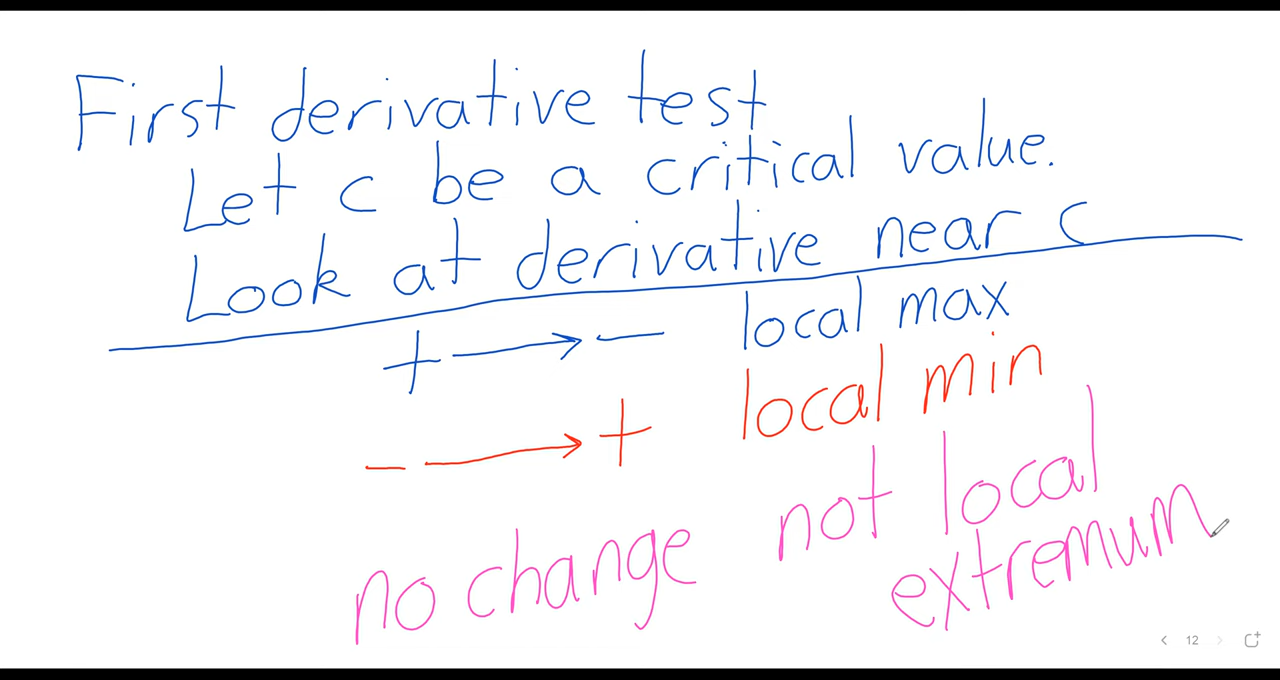 First derivative test
Let c be a critical value.
Look at derivative near c
+ → − local max
− → + local min
no change not local
extremum
12